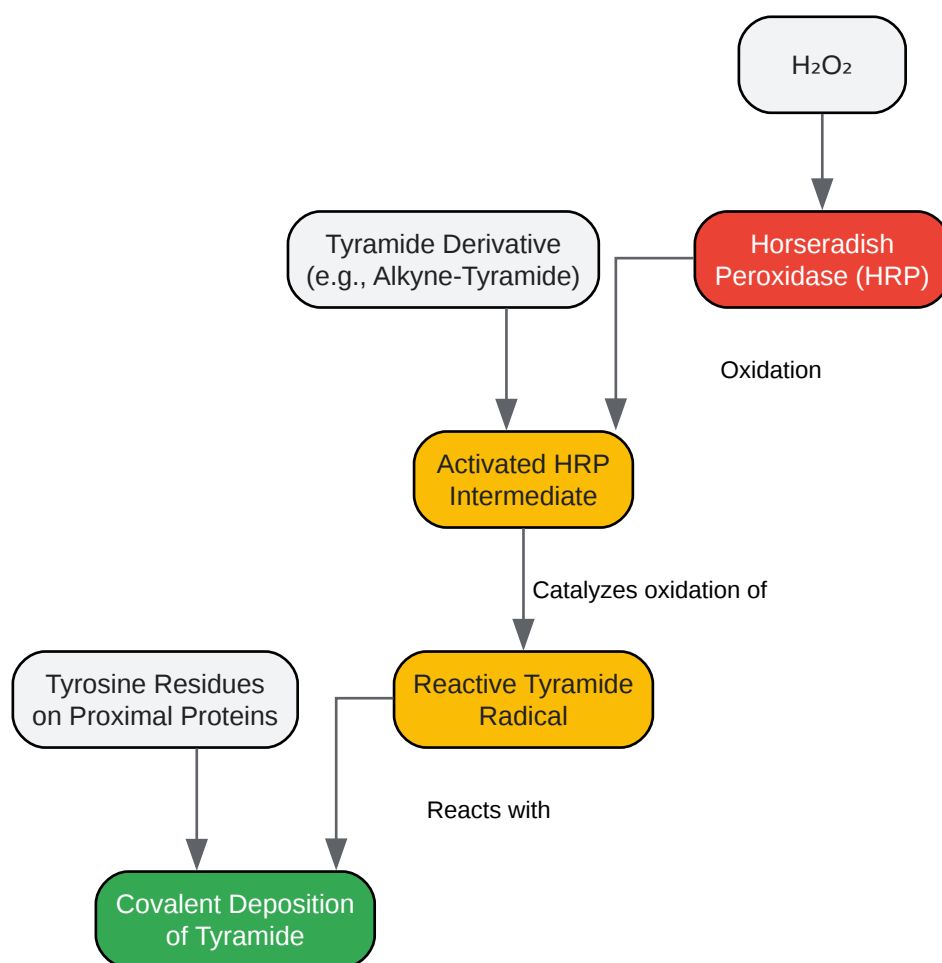 H₂O₂
Tyramide Derivative
(e.g., Alkyne-Tyramide)
Horseradish
Peroxidase (HRP)
Oxidation
Activated HRP
Intermediate
Catalyzes oxidation of
Tyrosine Residues
on Proximal Proteins
Reactive Tyramide
Radical
Reacts with
Covalent Deposition
of Tyramide